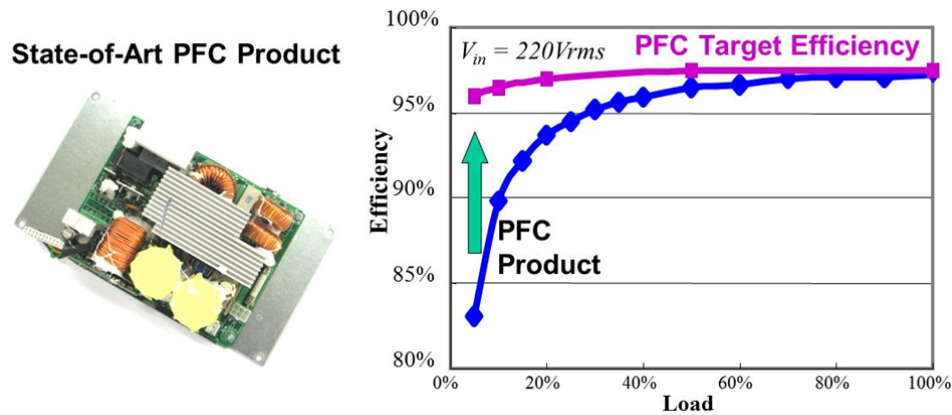 State-of-Art PFC Product
100%
95%
90%
85%
80%
Efficiency
V_in = 220Vrms
PFC Target Efficiency
PFC
Product
0%
20%
40%
60%
80%
100%
Load